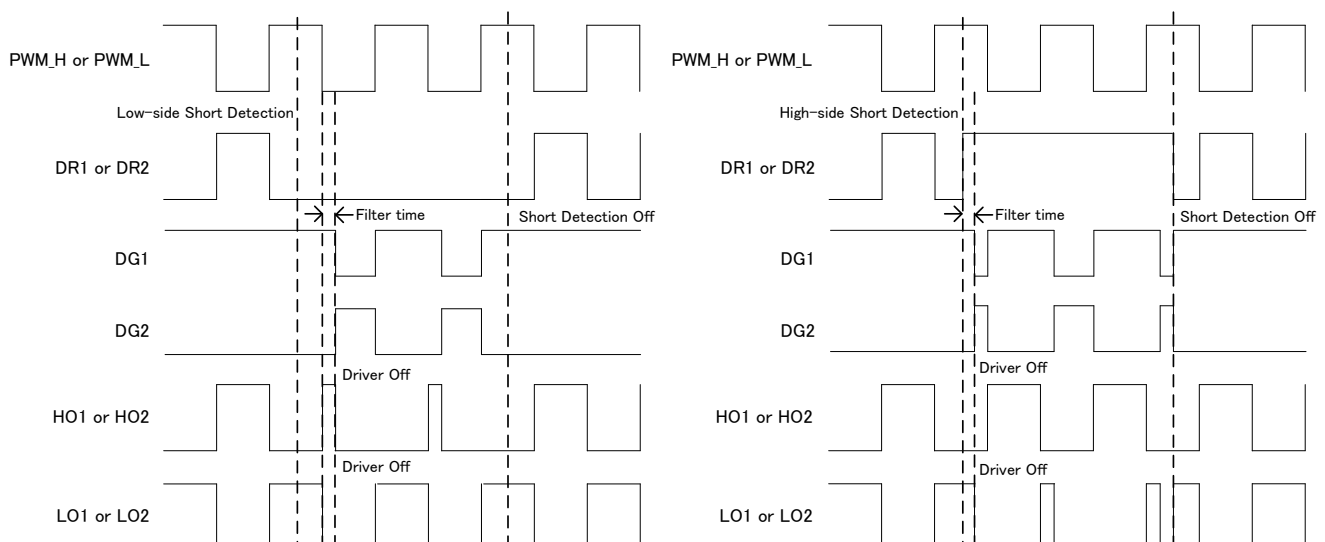 PWM_H or PWM_L
Low-side Short Detection
DR1 or DR2
Filter time
Short Detection Off
DG1
DG2
Driver Off
HO1 or HO2
Driver Off
LO1 or LO2
PWM_H or PWM_L
High-side Short Detection
DR1 or DR2
Filter time
Short Detection Off
DG1
DG2
Driver Off
HO1 or HO2
Driver Off
LO1 or LO2